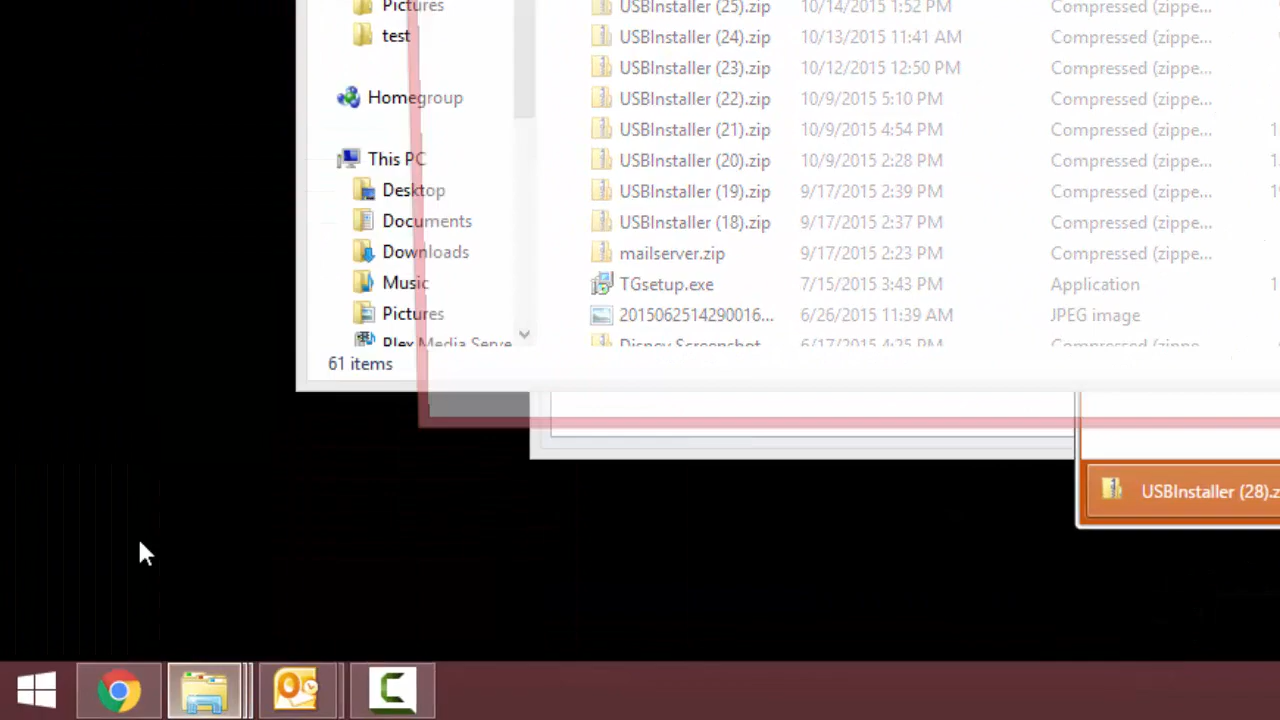 Pictures
USBInstaller (25).zip 10/14/2015 1:52 PM Compressed (zippe...
test
USBInstaller (24).zip 10/13/2015 11:41 AM Compressed (zippe...
USBInstaller (23).zip 10/12/2015 12:50 PM Compressed (zippe...
Homegroup
USBInstaller (22).zip 10/9/2015 5:10 PM Compressed (zippe...
USBInstaller (21).zip 10/9/2015 4:54 PM Compressed (zippe...
This PC
USBInstaller (20).zip 10/9/2015 2:28 PM Compressed (zippe...
Desktop
USBInstaller (19).zip 9/17/2015 2:39 PM Compressed (zippe...
Documents
USBInstaller (18).zip 9/17/2015 2:37 PM Compressed (zippe...
Downloads
mailserver.zip 9/17/2015 2:23 PM Compressed (zippe...
Music
TGsetup.exe 7/15/2015 3:43 PM Application
Pictures
2015062514290016... 6/26/2015 11:39 AM JPEG image
Plex Media Serve
Disney Screenshot 6/17/2015 4:25 PM Compressed (zippe...
61 items
USBInstaller (28).z